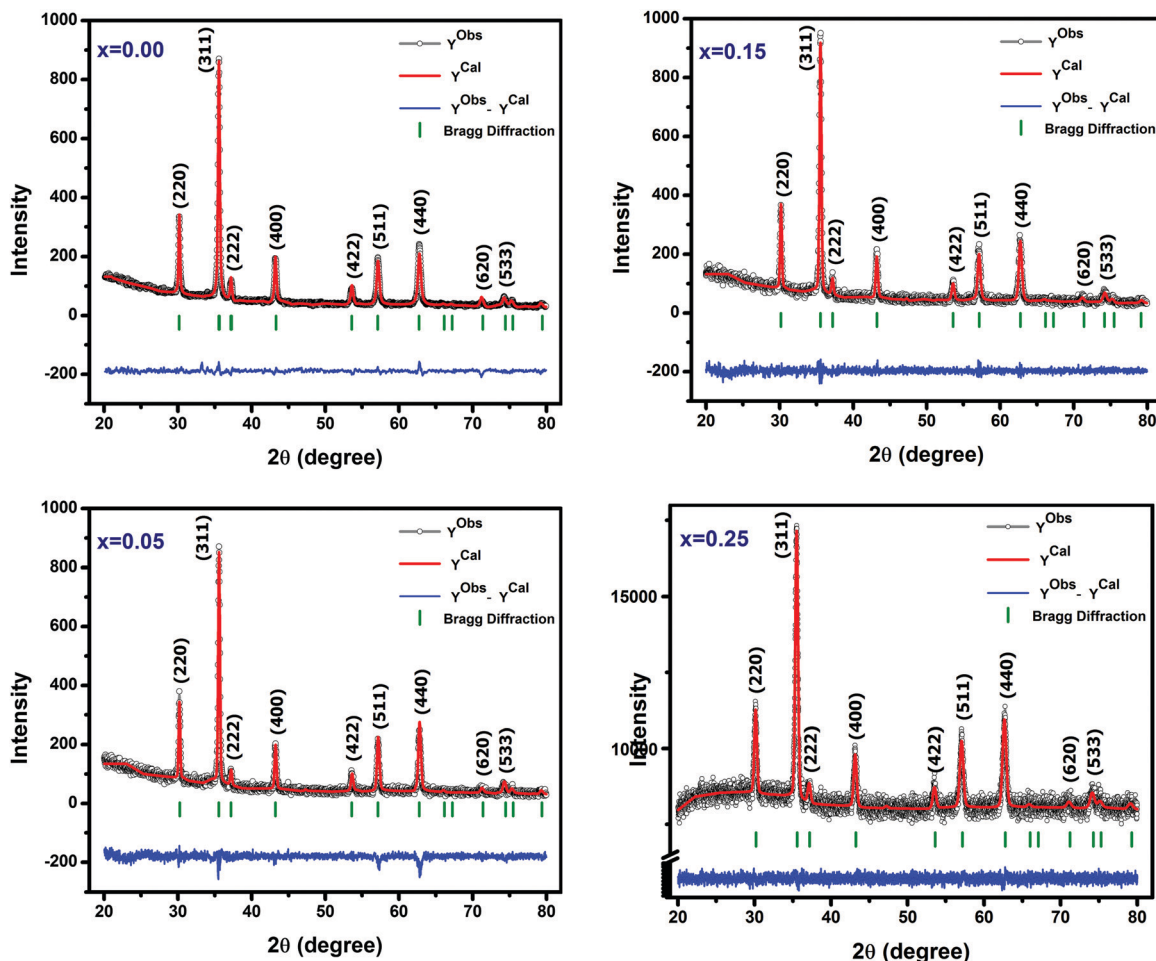 x=0.00
Y^Obs
Y^Cal
Y^Obs - Y^Cal
Bragg Diffraction
(220)
(311)
(222)
(400)
(422)
(511)
(440)
(620)
(533)
1000
800
600
400
200
0
-200
Intensity
20 30 40 50 60 70 80
2θ (degree)
x=0.15
Y^Obs
Y^Cal
Y^Obs - Y^Cal
Bragg Diffraction
(220)
(311)
(222)
(400)
(422)
(511)
(440)
(620)
(533)
1000
800
600
400
200
0
-200
Intensity
20 30 40 50 60 70 80
2θ (degree)
x=0.05
Y^Obs
Y^Cal
Y^Obs - Y^Cal
Bragg Diffraction
(220)
(311)
(222)
(400)
(422)
(511)
(440)
(620)
(533)
1000
800
600
400
200
0
-200
Intensity
20 30 40 50 60 70 80
2θ (degree)
x=0.25
Y^Obs
Y^Cal
Y^Obs - Y^Cal
Bragg Diffraction
(220)
(311)
(222)
(400)
(422)
(511)
(440)
(620)
(533)
15000
10000
Intensity
20 30 40 50 60 70 80
2θ (degree)